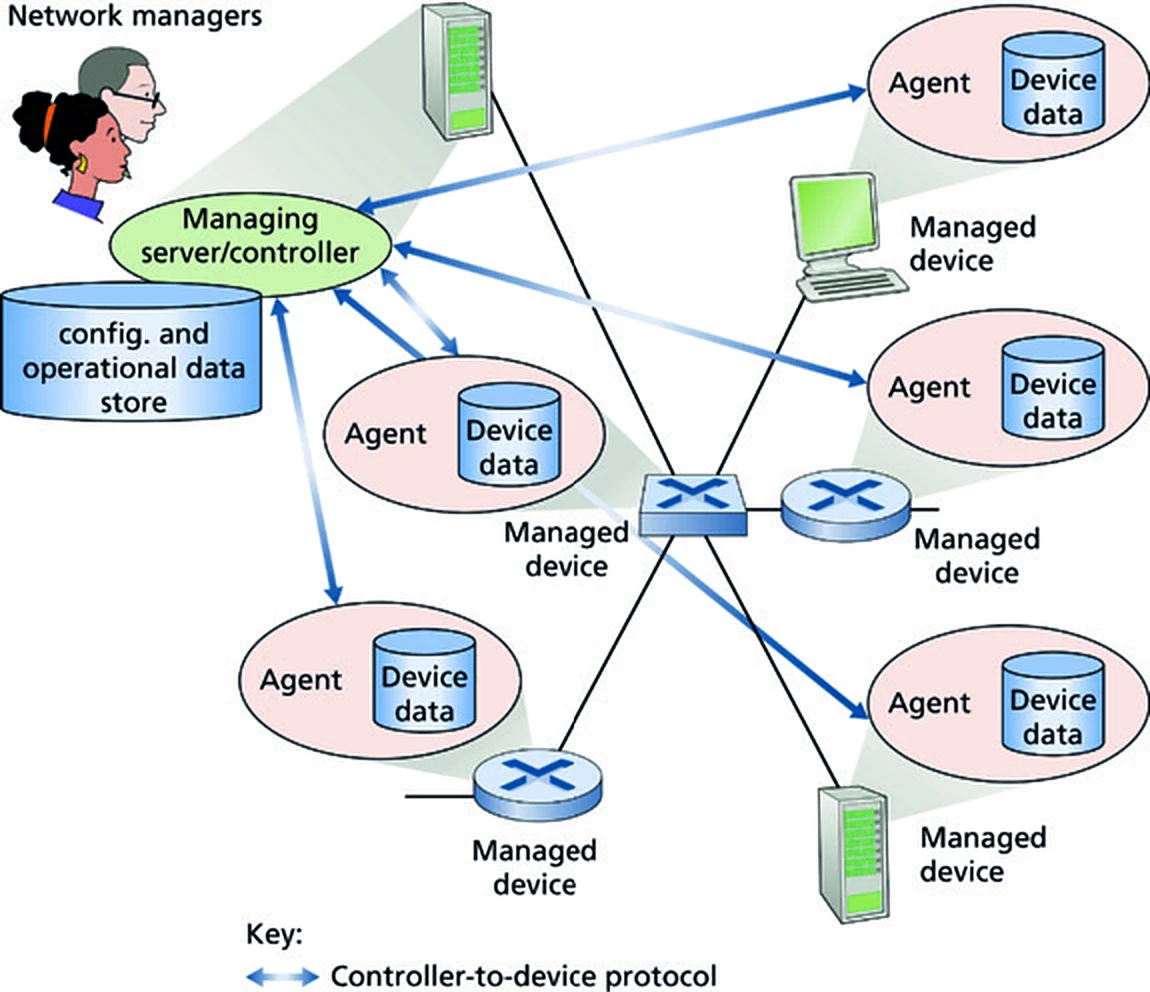 Network managers
Agent
Device
data
Managing
server/controller
Managed
device
config. and
operational data
store
Agent
Device
data
Agent
Device
data
Managed
device
Managed
device
Agent
Device
data
Agent
Device
data
Managed
device
Managed
device
Key:
Controller-to-device protocol